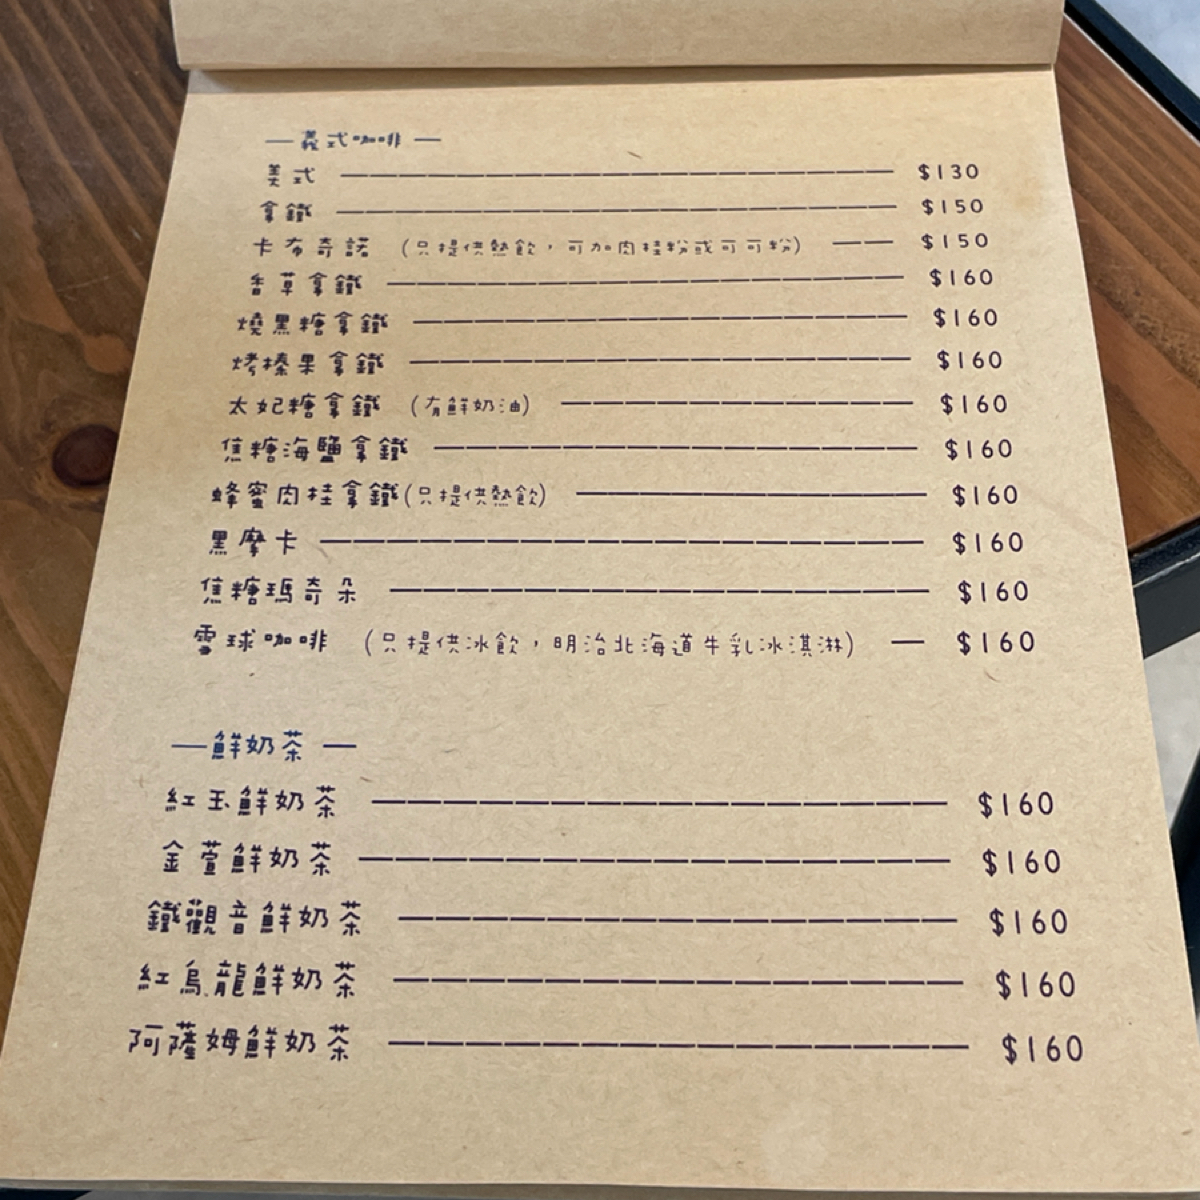 — 義式咖啡 —
美式 ———————————————————— $130
拿鐵 ———————————————————— $150
卡布奇諾 (只提供熱飲，可加肉桂粉或可可粉) —— $150
香草拿鐵 —————————————————— $160
燒黑糖拿鐵 ————————————————— $160
烤榛果拿鐵 ————————————————— $160
太妃糖拿鐵 (有鮮奶油) ———————————— $160
焦糖海鹽拿鐵 ———————————————— $160
蜂蜜肉桂拿鐵(只提供熱飲) ——————————— $160
黑摩卡 ——————————————————— $160
焦糖瑪奇朵 ————————————————— $160
雪球咖啡 (只提供冰飲，明治北海道牛乳冰淇淋) — $160
— 鮮奶茶 —
紅玉鮮奶茶 ———————————————— $160
金萱鮮奶茶 ———————————————— $160
鐵觀音鮮奶茶 ——————————————— $160
紅烏龍鮮奶茶 ——————————————— $160
阿薩姆鮮奶茶 ——————————————— $160